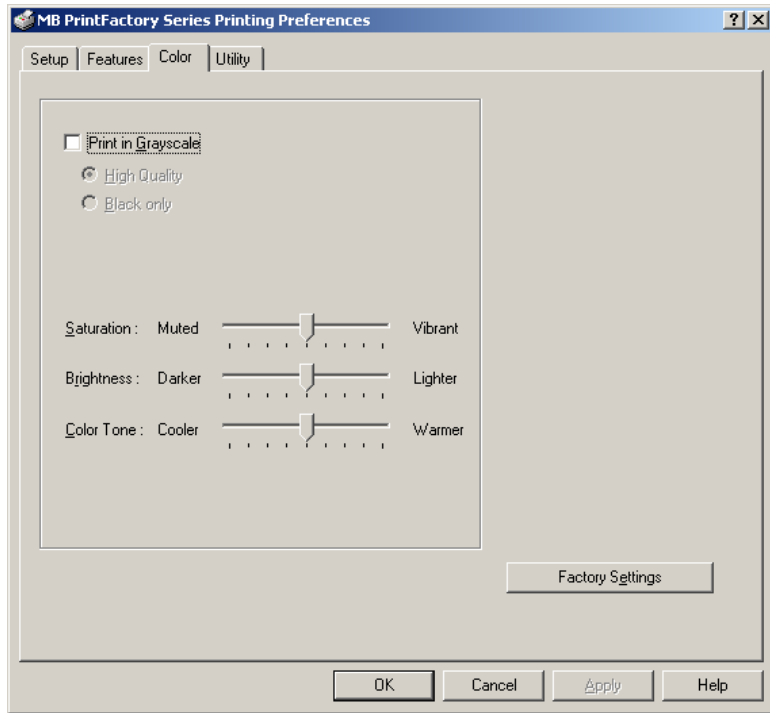 MB PrintFactory Series Printing Preferences
Setup Features Color Utility
Print in Grayscale
High Quality
Black only
Saturation : Muted Vibrant
Brightness : Darker Lighter
Color Tone : Cooler Warmer
Factory Settings
OK Cancel Apply Help